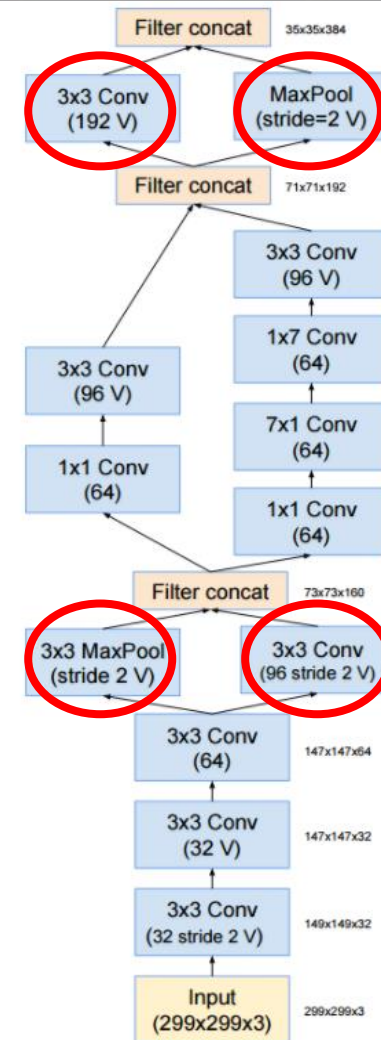 Filter concat
35x35x384
3x3 Conv
(192 V)
MaxPool
(stride=2 V)
Filter concat
71x71x192
3x3 Conv
(96 V)
1x7 Conv
(64)
3x3 Conv
(96 V)
7x1 Conv
(64)
1x1 Conv
(64)
1x1 Conv
(64)
Filter concat
73x73x160
3x3 MaxPool
(stride 2 V)
3x3 Conv
(96 stride 2 V)
3x3 Conv
(64)
147x147x64
3x3 Conv
(32 V)
147x147x32
3x3 Conv
(32 stride 2 V)
149x149x32
Input
(299x299x3)
299x299x3